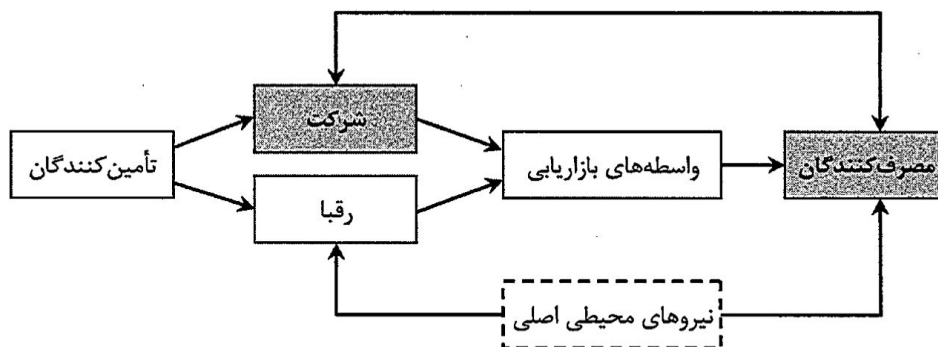 شرکت
تأمین‌کنندگان
واسطه‌های بازاریابی
مصرف‌کنندگان
رقبا
نیروهای محیطی اصلی